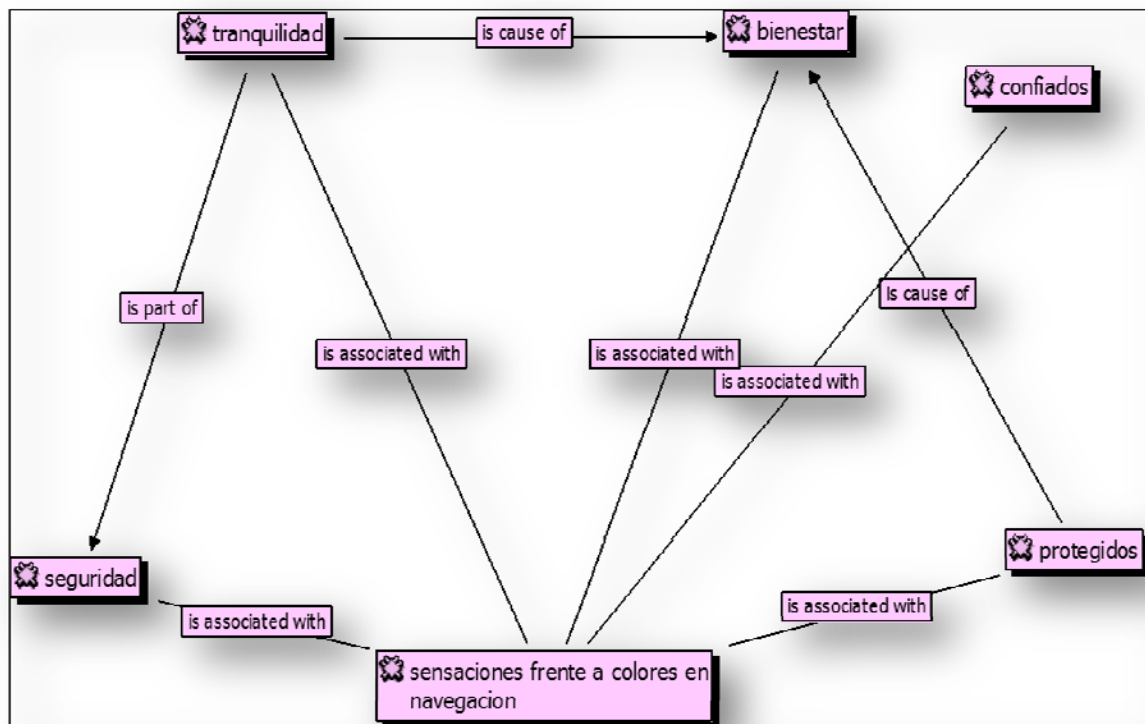 tranquilidad
is cause of
bienestar
confiados
is part of
is cause of
is associated with
is associated with
is associated with
seguridad
protegidos
is associated with
is associated with
sensaciones frente a colores en
navegacion